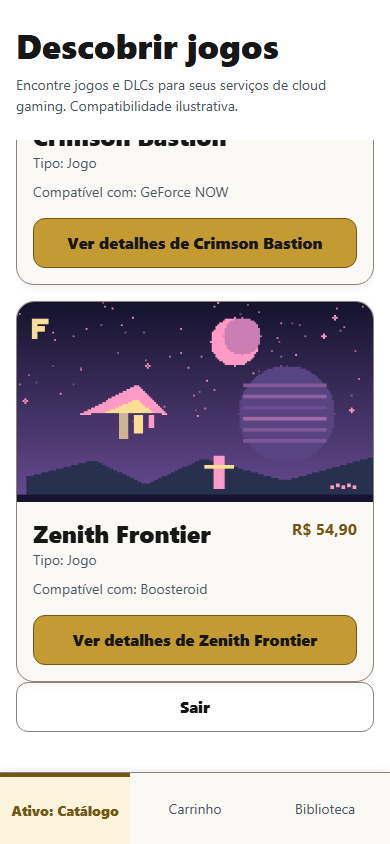 Descobrir jogos
Encontre jogos e DLCs para seus serviços de cloud
gaming. Compatibilidade ilustrativa.
Crimson Bastion
Tipo: Jogo
Compatível com: GeForce NOW
Ver detalhes de Crimson Bastion
F
Zenith Frontier
R$ 54,90
Tipo: Jogo
Compatível com: Boosteroid
Ver detalhes de Zenith Frontier
Sair
Ativo: Catálogo
Carrinho
Biblioteca